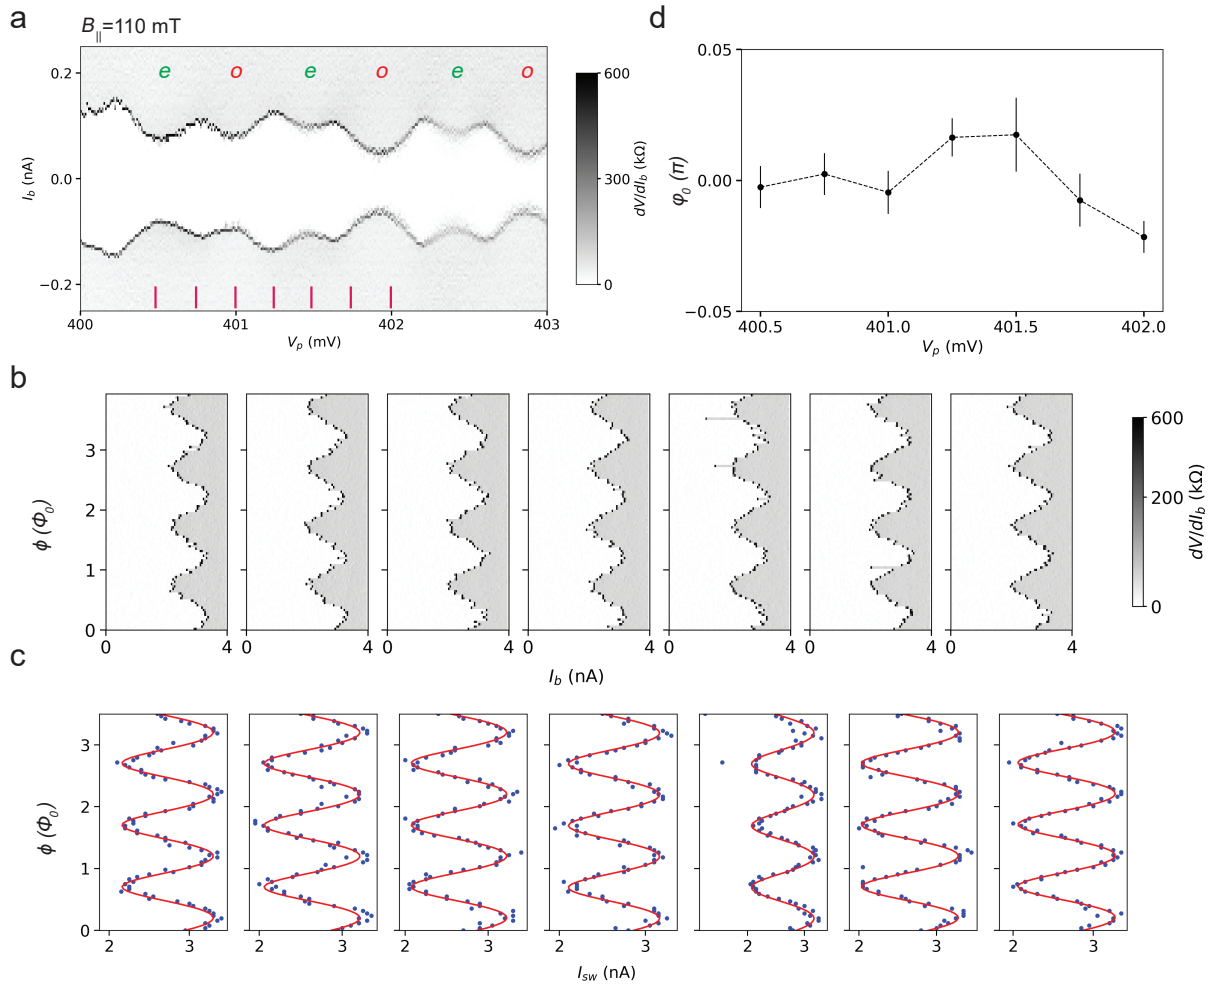 a
B||=110 mT
e o e o e o
0.2
0.0
−0.2
I_b (nA)
400 401 402 403
V_p (mV)
600
300
0
dV/dI_b (kΩ)
d
0.05
0.00
−0.05
φ_0 (π)
400.5 401.0 401.5 402.0
V_p (mV)
b
3
2
1
0
ϕ (Φ_0)
0 4 0 4 0 4 0 4 0 4 0 4 0 4
I_b (nA)
600
200
0
dV/dI_b (kΩ)
c
3
2
1
0
ϕ (Φ_0)
2 3 2 3 2 3 2 3 2 3 2 3 2 3
I_sw (nA)